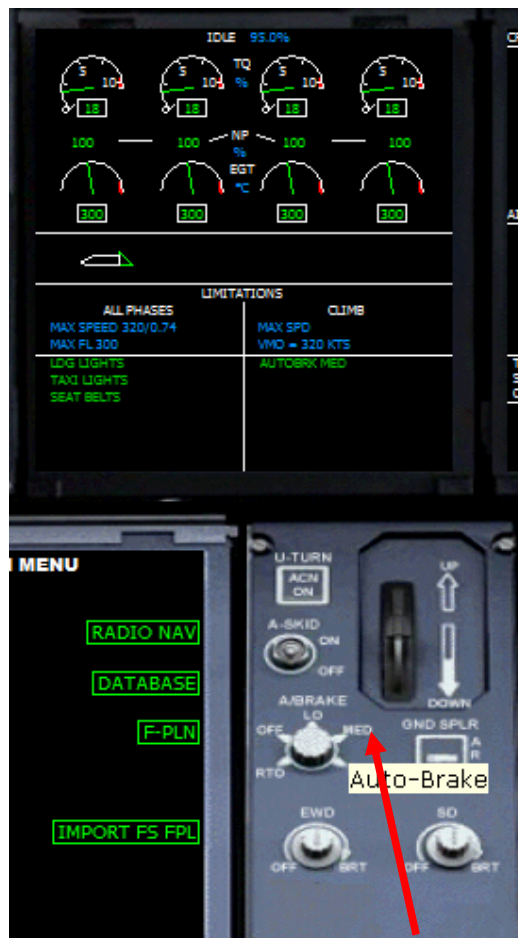 IDLE 95.0%
TQ
%
5 10 5 10 5 10 5 10
18 18 18 18
100 100 NP 100 100
%
EGT
°C
300 300 300 300
LIMITATIONS
ALL PHASES CLIMB
MAX SPEED 320/0.74 MAX SPD
MAX FL 300 VMO = 320 KTS
LDG LIGHTS AUTOBRK MED
TAXI LIGHTS
SEAT BELTS
MENU
RADIO NAV
DATABASE
F-PLN
IMPORT FS FPL
U-TURN
ACN
ON
UP
A-SKID
ON
OFF
A/BRAKE
DOWN
LO
OFF MED
RTO
GND SPLR
A
R
Auto-Brake
EWD SD
OFF BRT OFF BRT